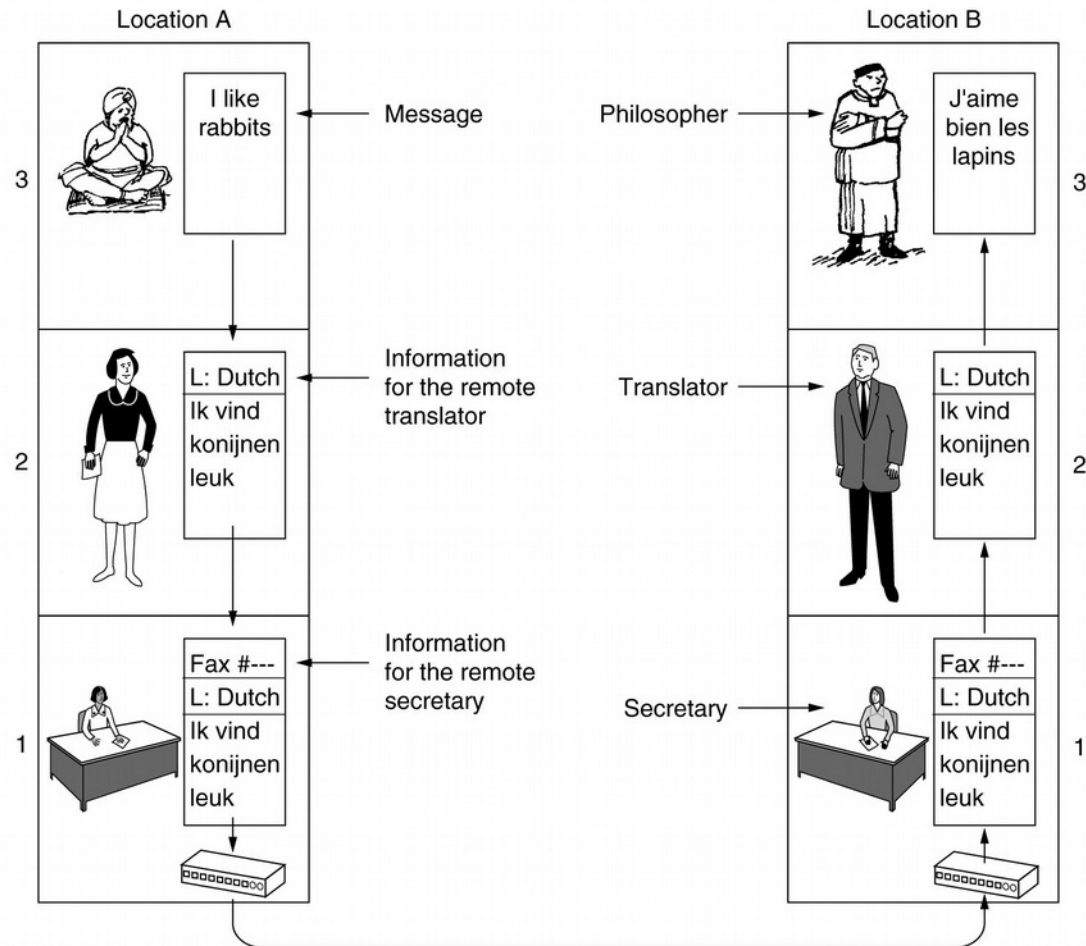 Location A
Location B
I like
rabbits
Message
Philosopher
J'aime
bien les
lapins
3
3
L: Dutch
Ik vind
konijnen
leuk
Information
for the remote
translator
Translator
L: Dutch
Ik vind
konijnen
leuk
2
2
Fax #---
L: Dutch
Ik vind
konijnen
leuk
Information
for the remote
secretary
Secretary
Fax #---
L: Dutch
Ik vind
konijnen
leuk
1
1